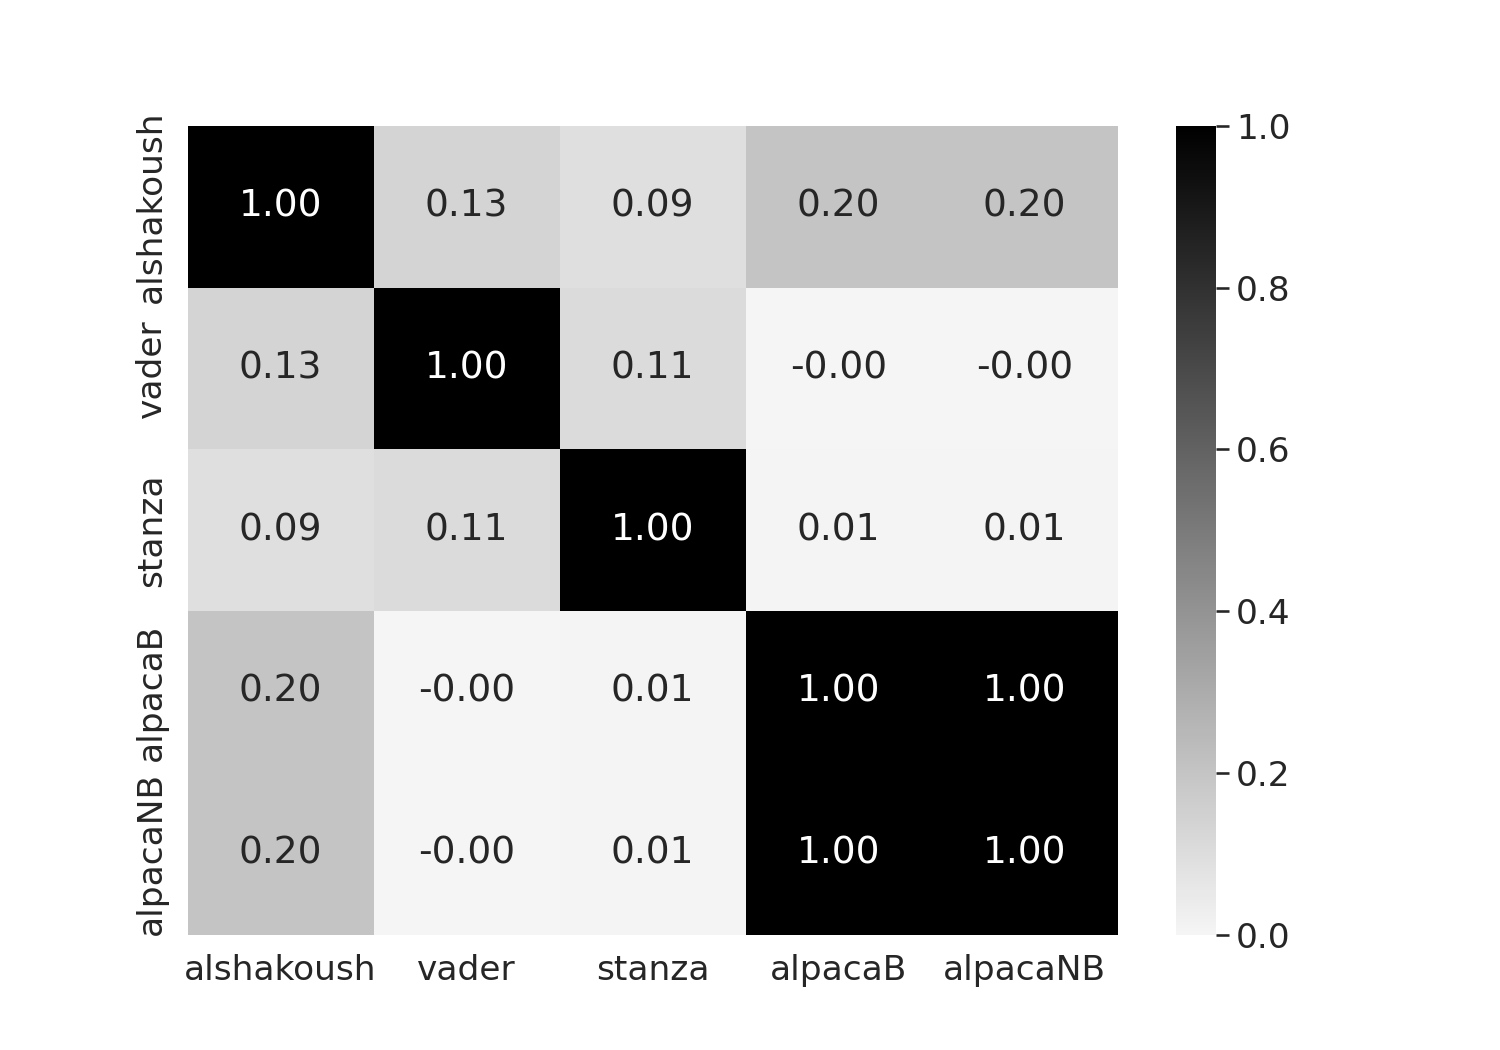 alshakoush 1.00 0.13 0.09 0.20 0.20
vader 0.13 1.00 0.11 -0.00 -0.00
stanza 0.09 0.11 1.00 0.01 0.01
alpacaB 0.20 -0.00 0.01 1.00 1.00
alpacaNB 0.20 -0.00 0.01 1.00 1.00
alshakoush vader stanza alpacaB alpacaNB
1.0
0.8
0.6
0.4
0.2
0.0